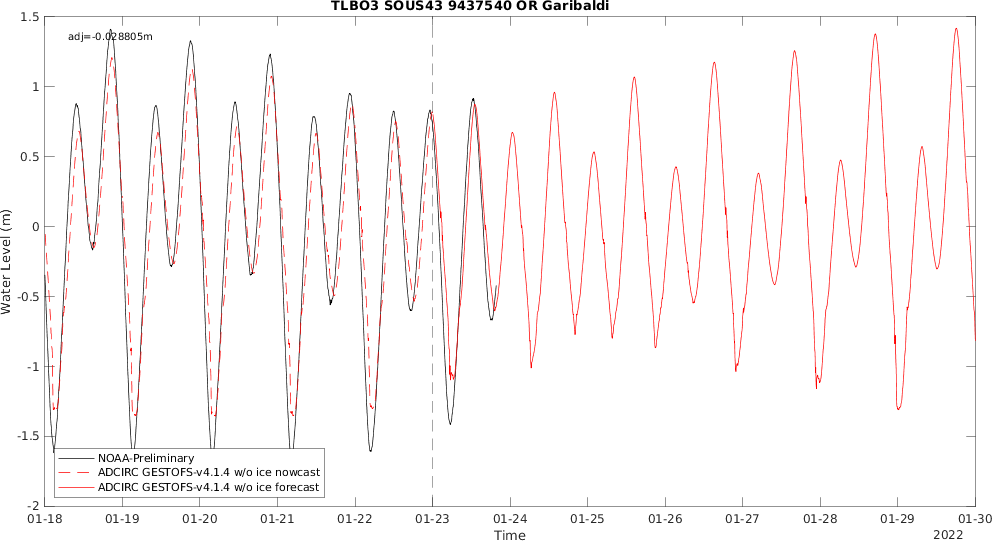 TLBO3 SOUS43 9437540 OR Garibaldi
adj=-0.028805m
1.5
1
0.5
0
-0.5
-1
-1.5
-2
Water Level (m)
NOAA-Preliminary
ADCIRC GESTOFS-v4.1.4 w/o ice nowcast
ADCIRC GESTOFS-v4.1.4 w/o ice forecast
01-18 01-19 01-20 01-21 01-22 01-23 01-24 01-25 01-26 01-27 01-28 01-29 01-30
Time
2022